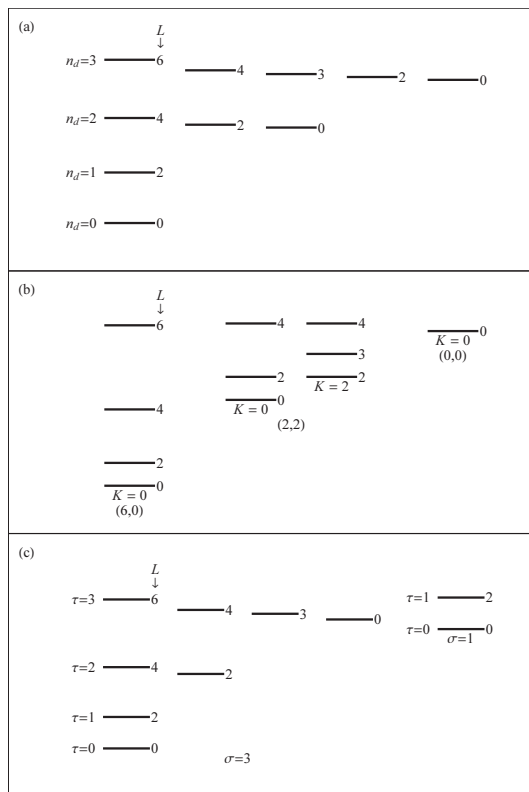 (a)
L
↓
n_d=3 6 4 3 2 0
n_d=2 4 2 0
n_d=1 2
n_d=0 0
(b)
L
↓
6 4 4 0
K = 0
(0,0)
3
2 K = 2 2
4 K = 0 0
(2,2)
2
0
K = 0
(6,0)
(c)
L
↓
τ=3 6 4 3 0 τ=1 2
τ=0 0
σ=1
τ=2 4 2
τ=1 2
τ=0 0
σ=3